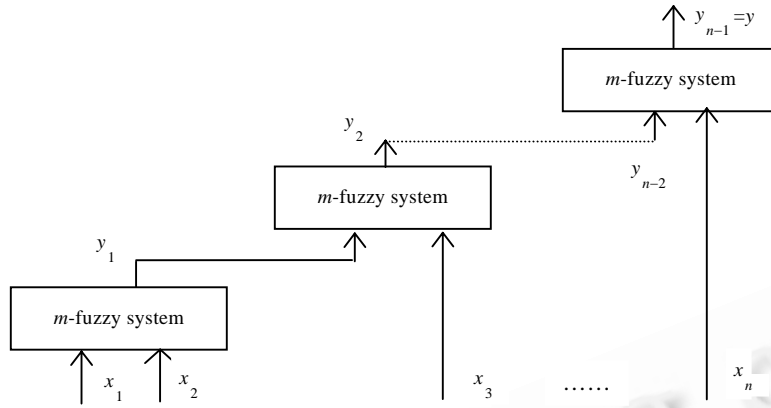 y_{n−1}=y
m-fuzzy system
y_2
y_{n−2}
m-fuzzy system
y_1
m-fuzzy system
x_1
x_2
x_3
……
x_n